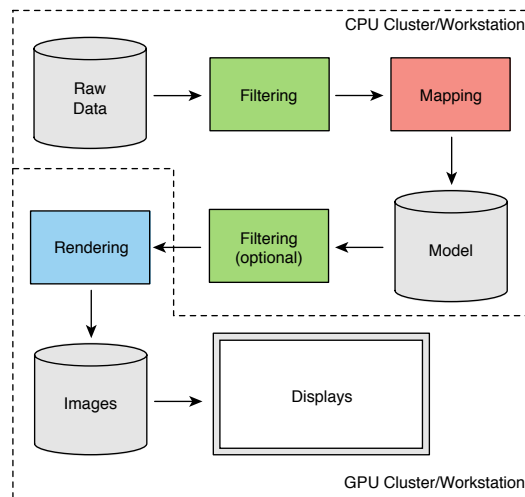 CPU Cluster/Workstation
Raw
Data
Filtering
Mapping
Rendering
Filtering
(optional)
Model
Images
Displays
GPU Cluster/Workstation